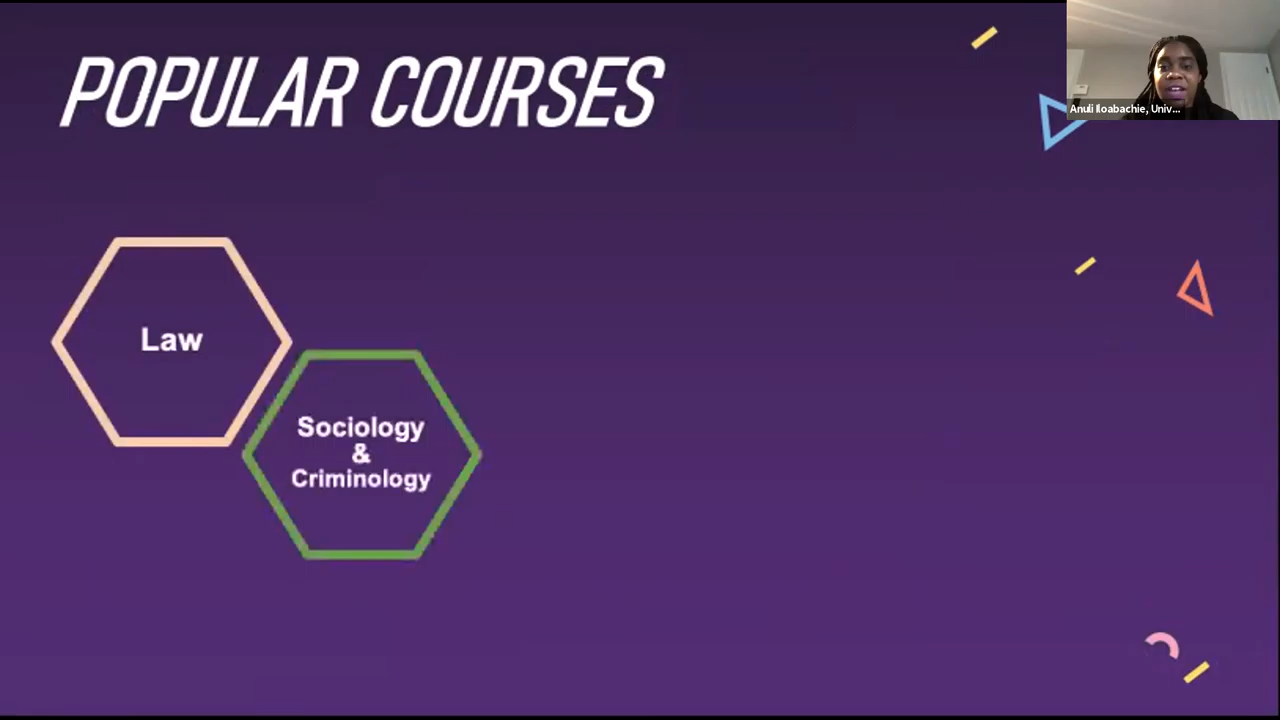 POPULAR COURSES
Anuli Iloabachie, Univ...
Law
Sociology
&
Criminology